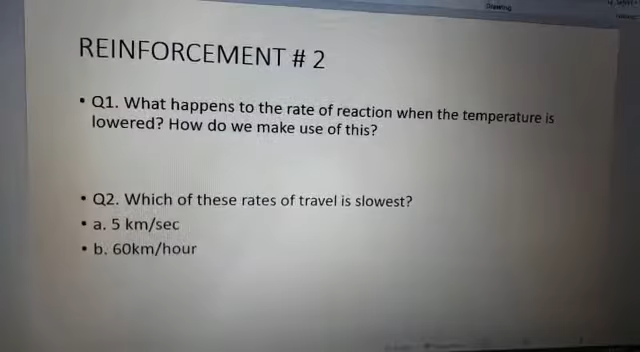 Drawing
REINFORCEMENT # 2
• Q1. What happens to the rate of reaction when the temperature is
lowered? How do we make use of this?
• Q2. Which of these rates of travel is slowest?
• a. 5 km/sec
• b. 60km/hour